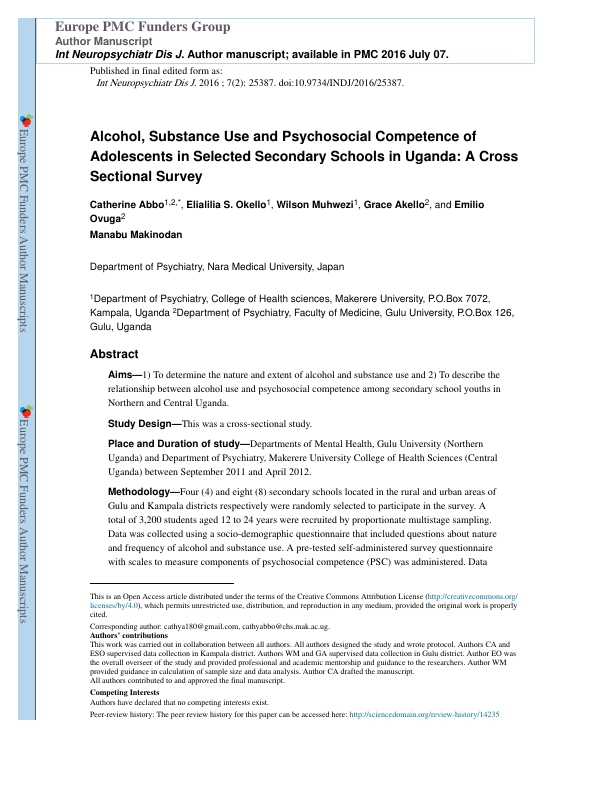 Europe PMC Funders Group
Author Manuscript
Int Neuropsychiatr Dis J. Author manuscript; available in PMC 2016 July 07.
Published in final edited form as:
Int Neuropsychiatr Dis J. 2016 ; 7(2): 25387. doi:10.9734/INDJ/2016/25387.
Europe PMC Funders Author Manuscripts
Europe PMC Funders Author Manuscripts
Alcohol, Substance Use and Psychosocial Competence of
Adolescents in Selected Secondary Schools in Uganda: A Cross
Sectional Survey
Catherine Abbo1,2,*, Elialilia S. Okello1, Wilson Muhwezi1, Grace Akello2, and Emilio
Ovuga2
Manabu Makinodan
Department of Psychiatry, Nara Medical University, Japan
1Department of Psychiatry, College of Health sciences, Makerere University, P.O.Box 7072,
Kampala, Uganda 2Department of Psychiatry, Faculty of Medicine, Gulu University, P.O.Box 126,
Gulu, Uganda
Abstract
Aims—1) To determine the nature and extent of alcohol and substance use and 2) To describe the
relationship between alcohol use and psychosocial competence among secondary school youths in
Northern and Central Uganda.
Study Design—This was a cross-sectional study.
Place and Duration of study—Departments of Mental Health, Gulu University (Northern
Uganda) and Department of Psychiatry, Makerere University College of Health Sciences (Central
Uganda) between September 2011 and April 2012.
Methodology—Four (4) and eight (8) secondary schools located in the rural and urban areas of
Gulu and Kampala districts respectively were randomly selected to participate in the survey. A
total of 3,200 students aged 12 to 24 years were recruited by proportionate multistage sampling.
Data was collected using a socio-demographic questionnaire that included questions about nature
and frequency of alcohol and substance use. A pre-tested self-administered survey questionnaire
with scales to measure components of psychosocial competence (PSC) was administered. Data
This is an Open Access article distributed under the terms of the Creative Commons Attribution License (http://creativecommons.org/
licenses/by/4.0), which permits unrestricted use, distribution, and reproduction in any medium, provided the original work is properly
cited.
Corresponding author: cathya180@gmail.com, cathyabbo@chs.mak.ac.ug.
Authors' contributions
This work was carried out in collaboration between all authors. All authors designed the study and wrote protocol. Authors CA and
ESO supervised data collection in Kampala district. Authors WM and GA supervised data collection in Gulu district. Author EO was
the overall overseer of the study and provided professional and academic mentorship and guidance to the researchers. Author WM
provided guidance in calculation of sample size and data analysis. Author CA drafted the manuscript.
All authors contributed to and approved the final manuscript.
Competing Interests
Authors have declared that no competing interests exist.
Peer-review history: The peer review history for this paper can be accessed here: http://sciencedomain.org/review-history/14235